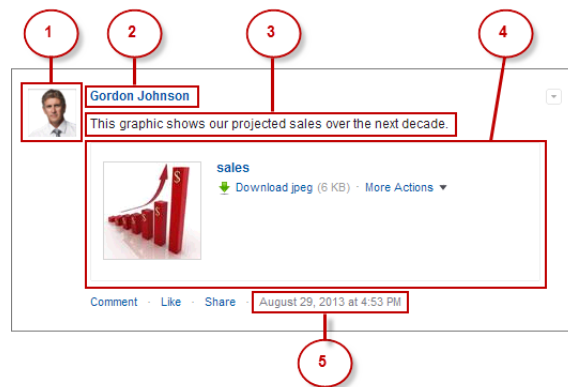 1
2
3
4
Gordon Johnson
This graphic shows our projected sales over the next decade.
$
$
sales
Download jpeg (6 KB) · More Actions
Comment · Like · Share · August 29, 2013 at 4:53 PM
5